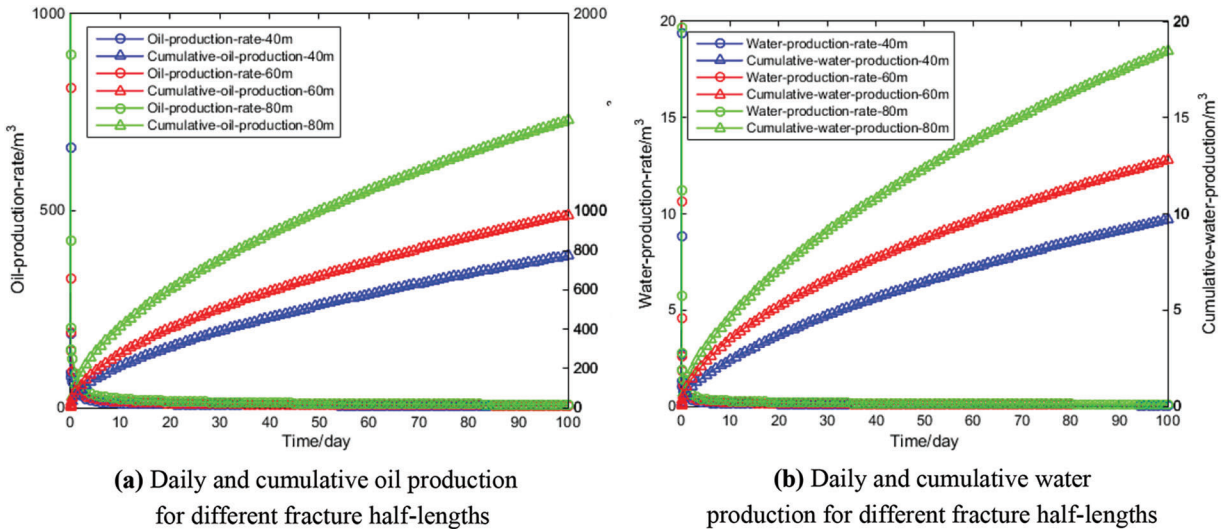 1000
500
0
Oil-production-rate/m³
Oil-production-rate-40m
Cumulative-oil-production-40m
Oil-production-rate-60m
Cumulative-oil-production-60m
Oil-production-rate-80m
Cumulative-oil-production-80m
2000
1000
800
600
400
200
0
0 10 20 30 40 50 60 70 80 90 100
Time/day
(a) Daily and cumulative oil production
for different fracture half-lengths
20
15
10
5
0
Water-production-rate/m³
Water-production-rate-40m
Cumulative-water-production-40m
Water-production-rate-60m
Cumulative-water-production-60m
Water-production-rate-80m
Cumulative-water-production-80m
20
15
10
5
0
Cumulative-water-production/m³
0 10 20 30 40 50 60 70 80 90 100
Time/day
(b) Daily and cumulative water
production for different fracture half-lengths